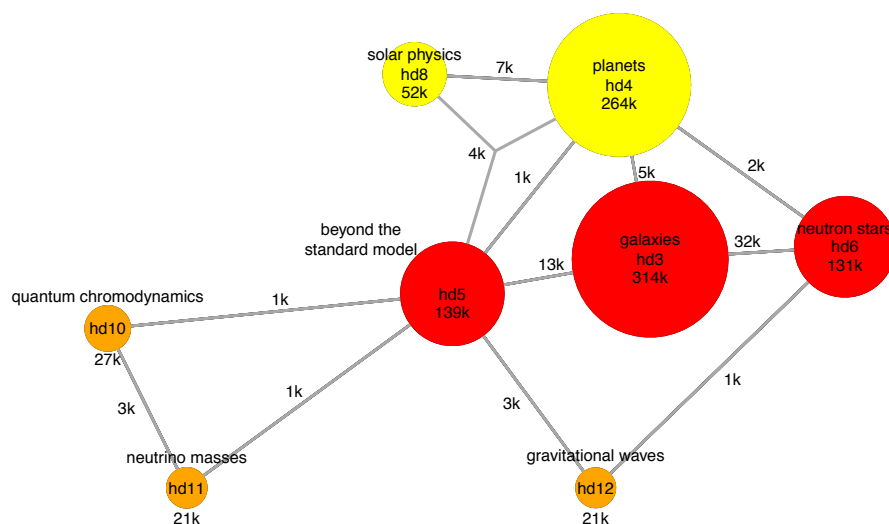 solar physics
hd8
52k
7k
planets
hd4
264k
4k
1k
5k
2k
beyond the
standard model
galaxies
hd3
314k
32k
neutron stars
hd6
131k
13k
hd5
139k
quantum chromodynamics
hd10
27k
1k
3k
1k
3k
1k
neutrino masses
hd11
21k
gravitational waves
hd12
21k